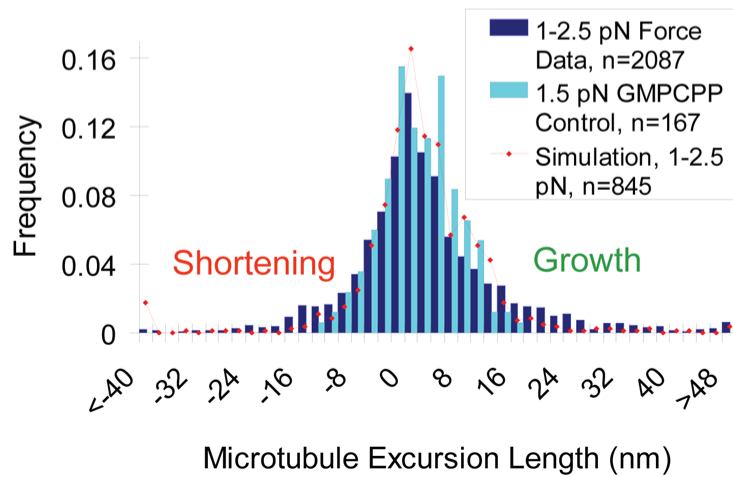 1-2.5 pN Force
Data, n=2087
1.5 pN GMPCPP
Control, n=167
Simulation, 1-2.5
pN, n=845
Frequency
0.16
0.12
0.08
0.04
0
Shortening
Growth
<-40
-32
-24
-16
-8
0
8
16
24
32
40
>48
Microtubule Excursion Length (nm)